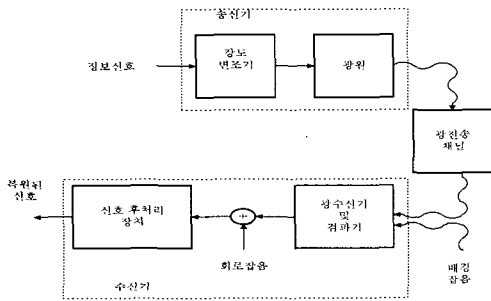 송신기
정보신호
강도
변조기
광원
광전송
채널
복원된
신호
신호 후처리
장치
+
회로잡음
광수신기
및
검파기
배경
잡음
수신기